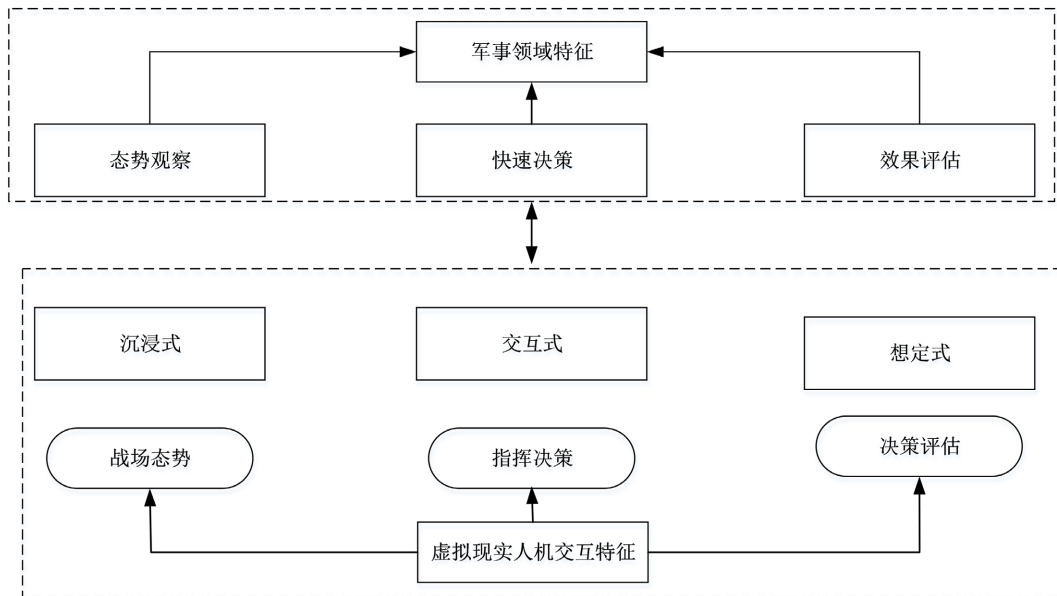 军事领域特征
态势观察
快速决策
效果评估
沉浸式
交互式
想定式
战场态势
指挥决策
决策评估
虚拟现实人机交互特征